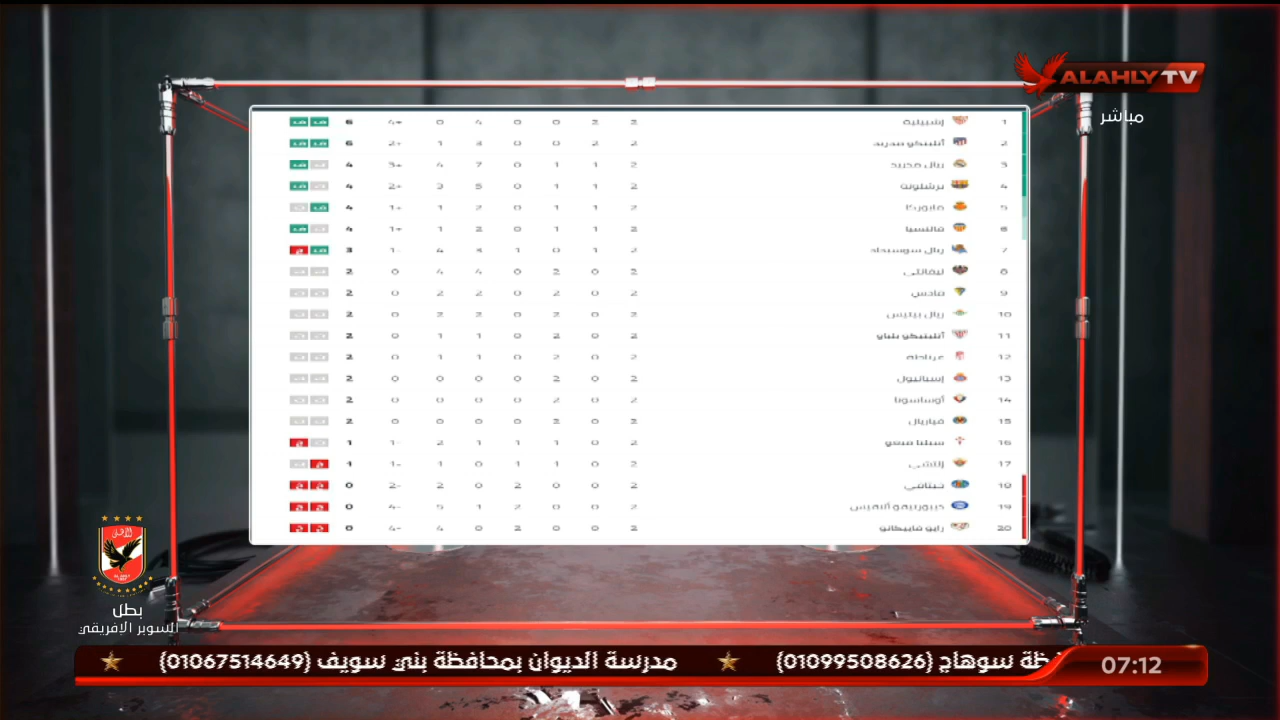 ALAHLY TV
مباشر
1 إشبيلية 2 2 0 0 4 0 +4 6
2 أتليتكو مدريد 2 2 0 0 3 1 +2 6
3 ريال مدريد 2 1 1 0 7 4 +3 4
4 برشلونة 2 1 1 0 5 3 +2 4
5 مايوركا 2 1 1 0 2 1 +1 4
6 فالنسيا 2 1 1 0 2 1 +1 4
7 ريال سوسيداد 2 1 0 1 3 4 -1 3
8 ليفانتي 2 0 2 0 4 4 0 2
9 قادس 2 0 2 0 2 2 0 2
10 ريال بيتيس 2 0 2 0 2 2 0 2
11 أتليتيكو بلباو 2 0 2 0 1 1 0 2
12 غرناطة 2 0 2 0 1 1 0 2
13 إسبانيول 2 0 2 0 0 0 0 2
14 أوساسونا 2 0 2 0 0 0 0 2
15 فياريال 2 0 2 0 0 0 0 2
16 سيلتا فيغو 2 0 1 1 1 2 -1 1
17 إلتشي 2 0 1 1 0 1 -1 1
18 خيتافي 2 0 0 2 0 2 -2 0
19 ديبورتيفو ألافيس 2 0 0 2 1 5 -4 0
20 رايو فاييكانو 2 0 0 2 0 4 -4 0
بطل
السوبر الإفريقي
ظة سوهاج (01099508626) مدرسة الديوان بمحافظة بني سويف (01067514649)
07:12